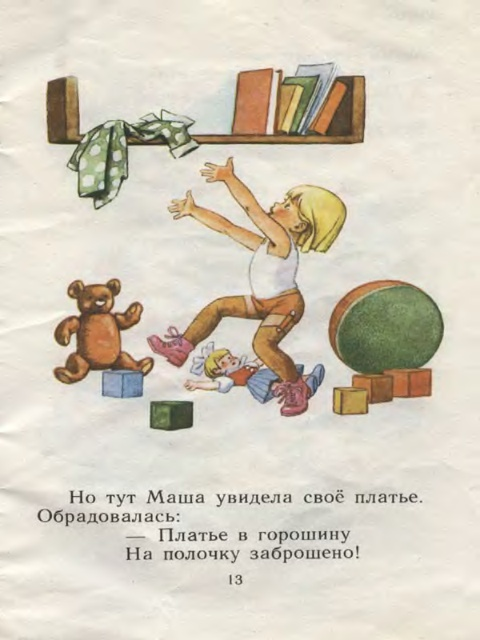 Но тут Маша увидела своё платье.
Обрадовалась:
— Платье в горошину
На полочку заброшено!
13